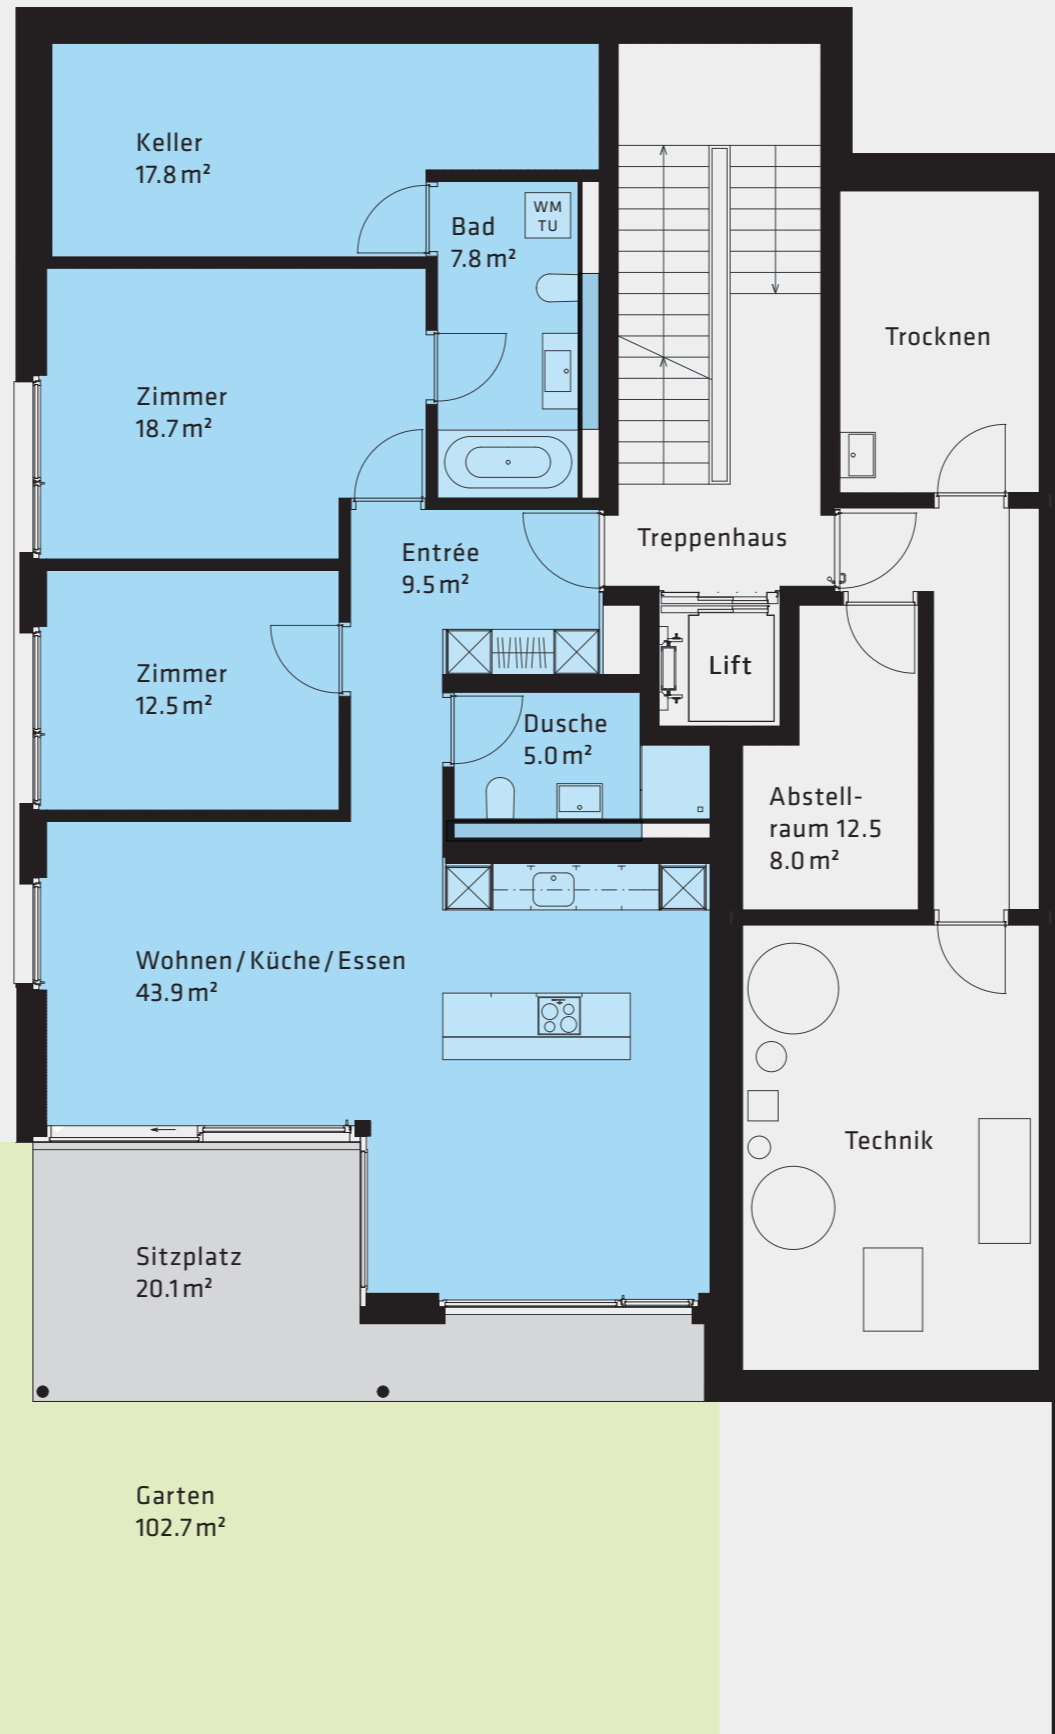 Keller
17.8 m²
Bad
7.8 m²
WM
TU
Trocknen
Zimmer
18.7 m²
Treppenhaus
Entrée
9.5 m²
Lift
Zimmer
12.5 m²
Dusche
5.0 m²
Abstell-
raum 12.5
8.0 m²
Wohnen / Küche / Essen
43.9 m²
Technik
Sitzplatz
20.1 m²
Garten
102.7 m²